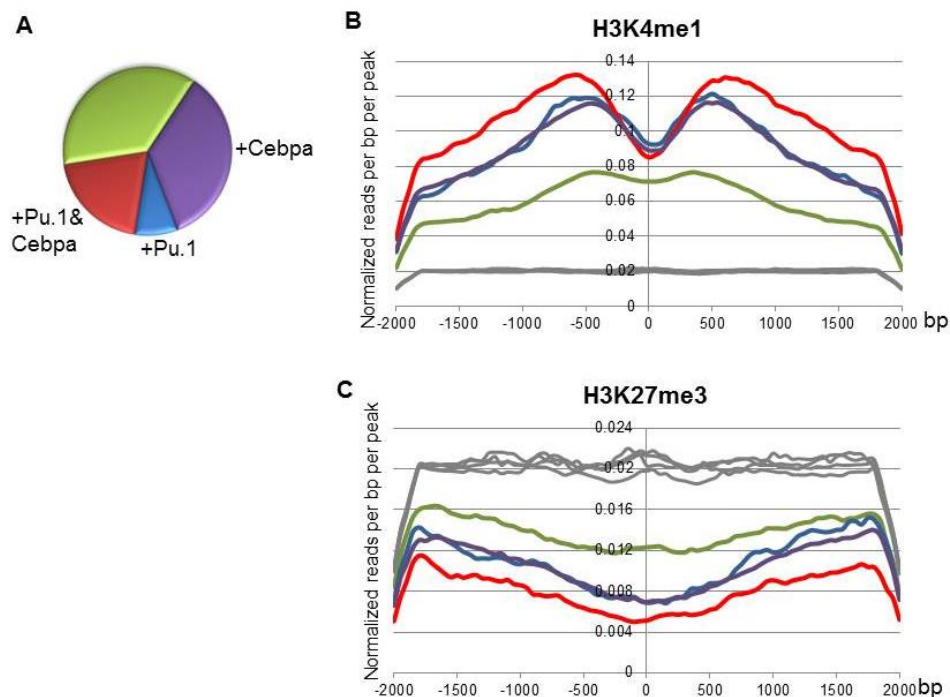 A
+Cebpa
+Pu.1&
Cebpa
+Pu.1
B
H3K4me1
Normalized reads per bp per peak
0.14
0.12
0.1
0.08
0.06
0.04
0.02
0
-2000 -1500 -1000 -500 0 500 1000 1500 2000 bp
C
H3K27me3
Normalized reads per bp per peak
0.024
0.02
0.016
0.012
0.008
0.004
0
-2000 -1500 -1000 -500 0 500 1000 1500 2000 bp